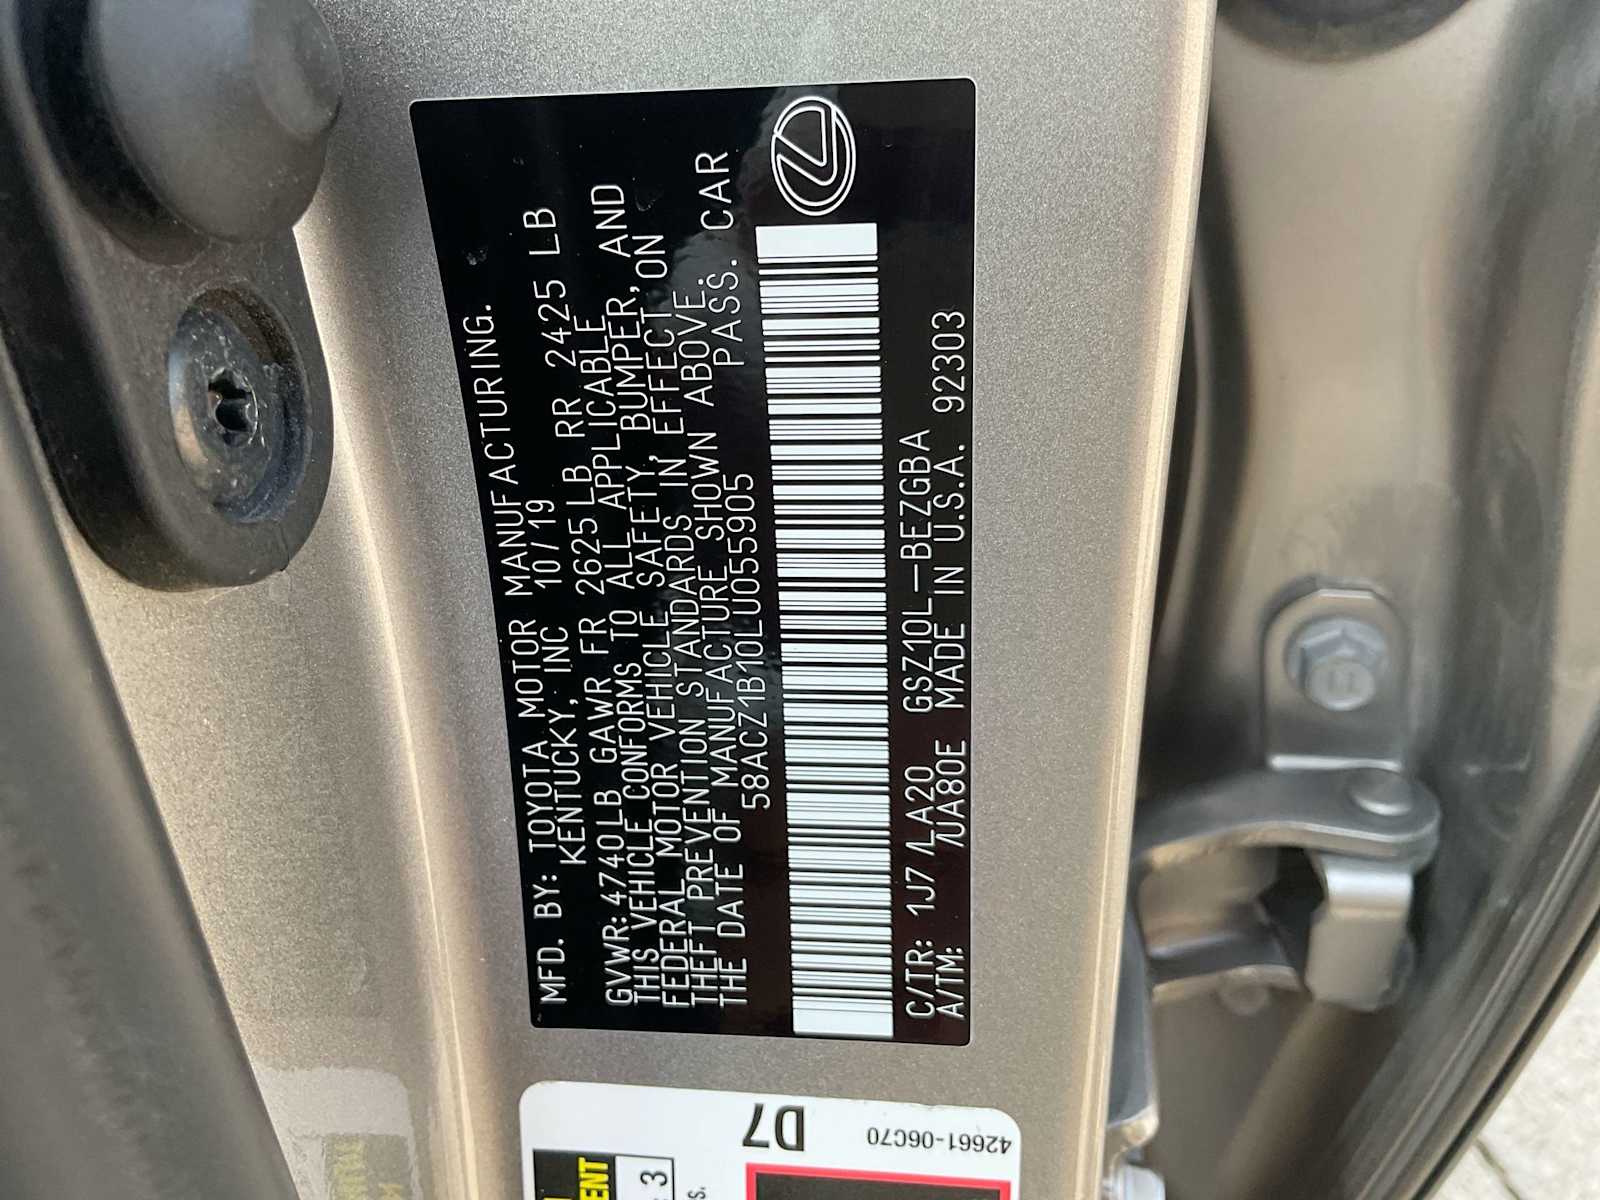 MFD. BY: TOYOTA MOTOR MANUFACTURING.
KENTUCKY, INC 10/19
GVWR: 4740LB GAWR FR 2625LB RR 2425 LB
THIS VEHICLE CONFORMS TO ALL APPLICABLE
FEDERAL MOTOR VEHICLE SAFETY, BUMPER, AND
THEFT PREVENTION STANDARDS IN EFFECT ON
THE DATE OF MANUFACTURE SHOWN ABOVE.
58ACZ1B10LU055905 PASS. CAR
C/TR: 1J7/LA20 GSZ10L-BEZGBA
A/TM: /UA80E MADE IN U.S.A. 92303
D7
42661-06C70
3